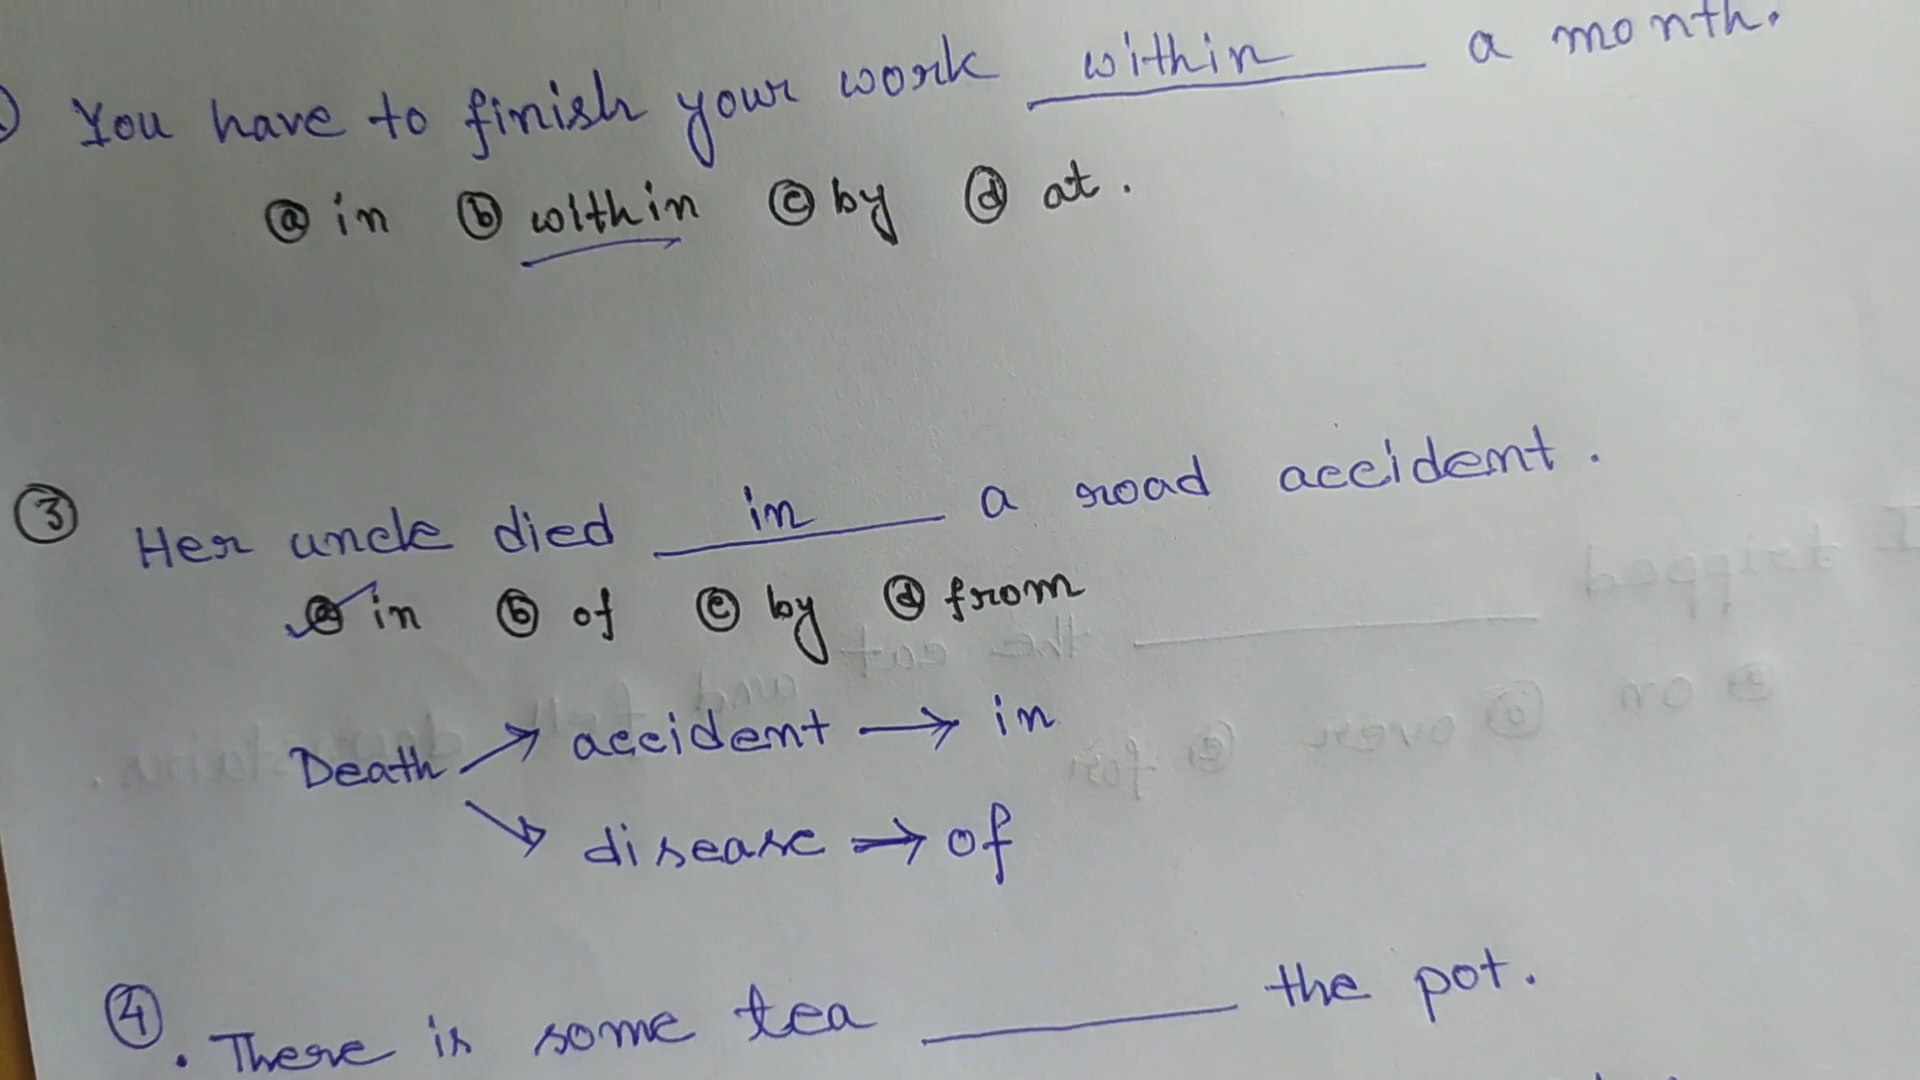 You have to finish your work within a month.
ⓐ in ⓑ within ⓒ by ⓓ at.
③ Her uncle died in a road accident.
ⓐ in ⓑ of ⓒ by ⓓ from
Death → accident → in
→ disease → of
④. There is some tea ______ the pot.